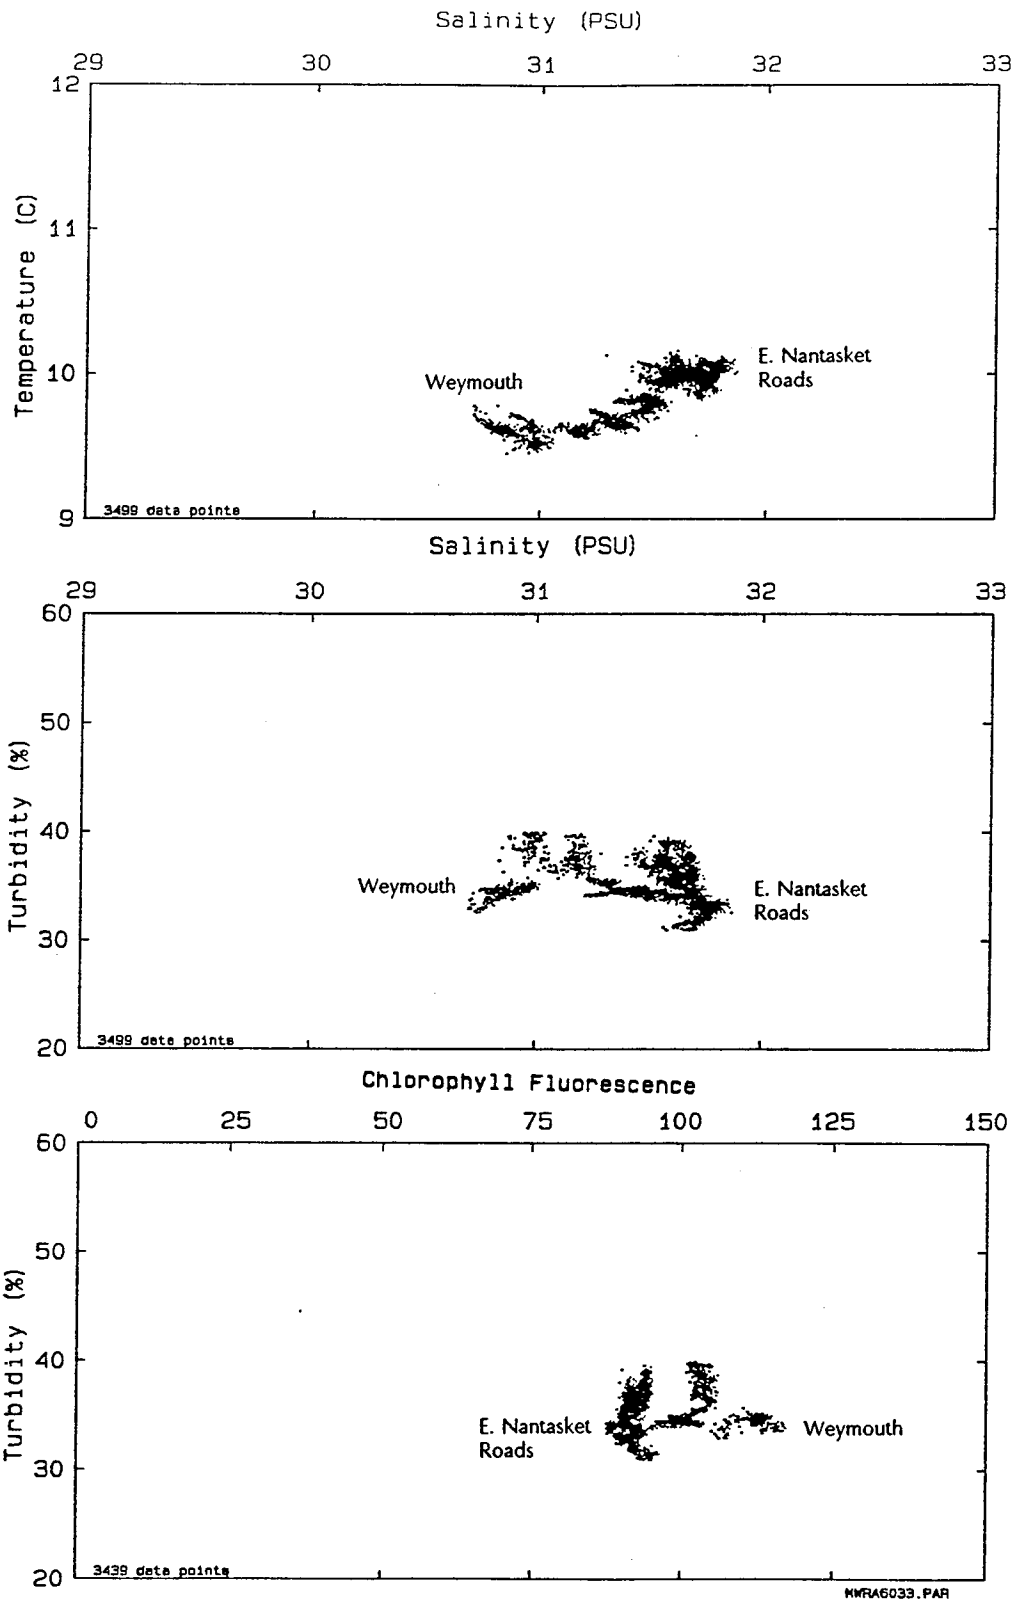 Salinity (PSU)
29 30 31 32 33
12
11
10
9
Temperature (C)
Weymouth
E. Nantasket
Roads
3499 data points
Salinity (PSU)
29 30 31 32 33
60
50
40
30
20
Turbidity (%)
Weymouth
E. Nantasket
Roads
3499 data points
Chlorophyll Fluorescence
0 25 50 75 100 125 150
60
50
40
30
20
Turbidity (%)
E. Nantasket
Roads
Weymouth
3439 data points
MWRA6033.PAR